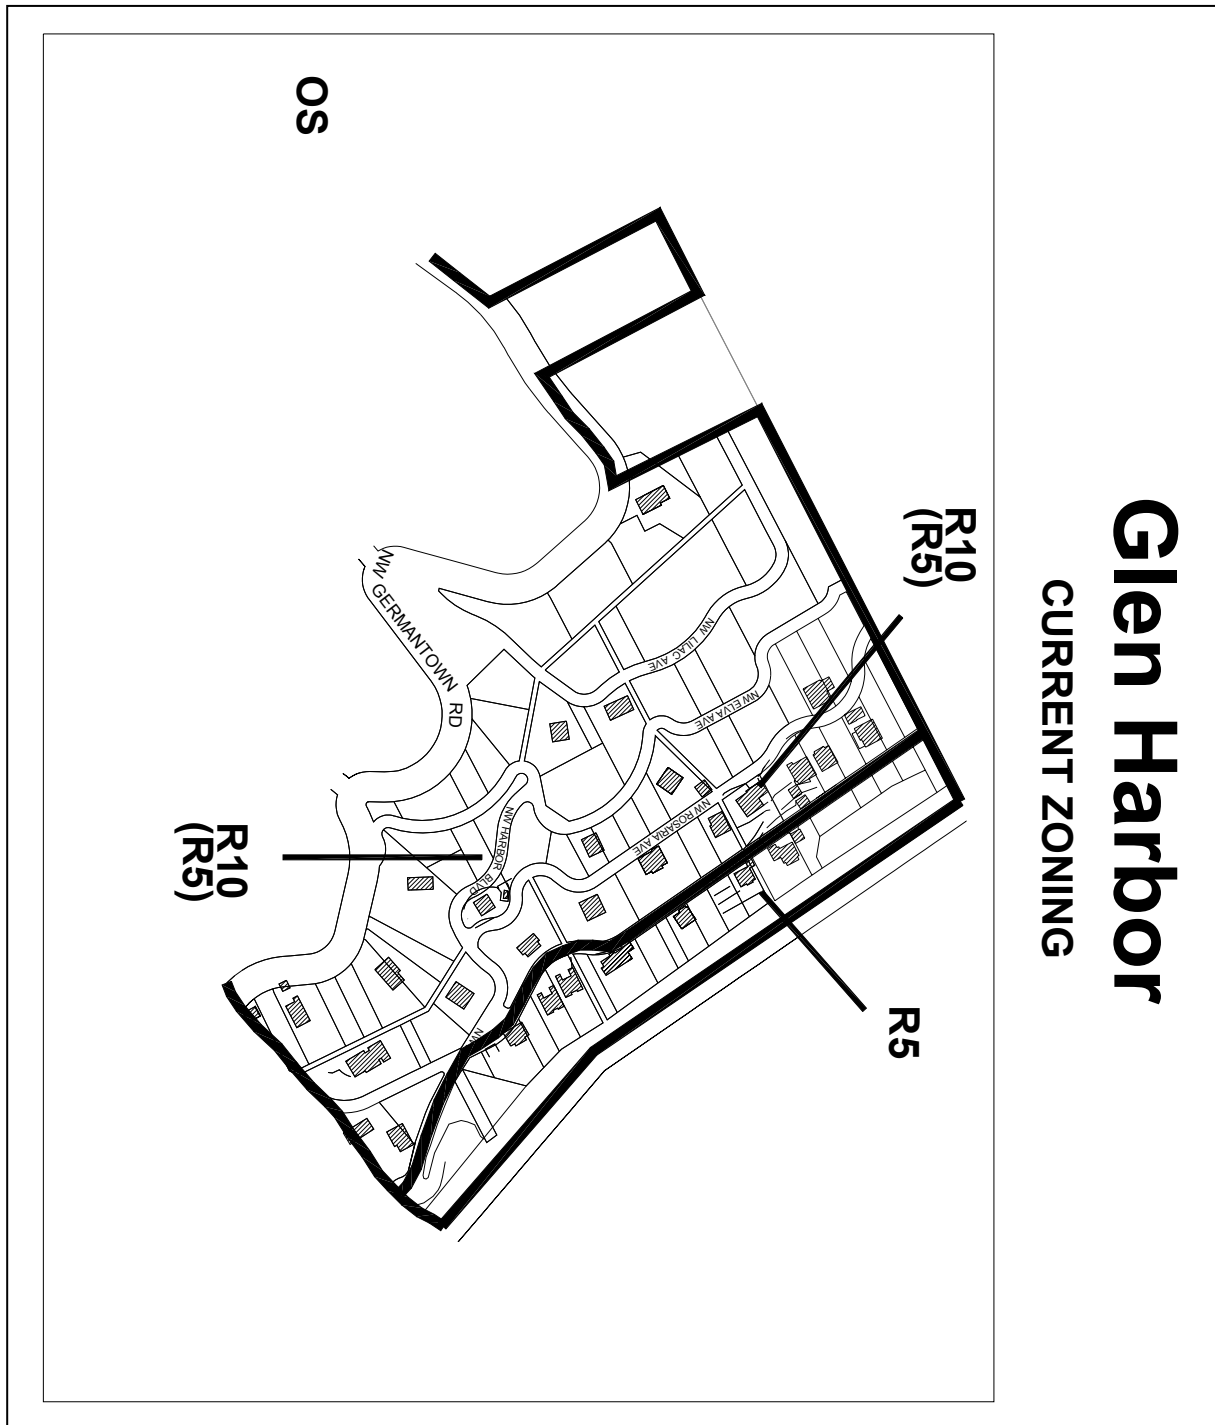 Glen Harbor
CURRENT ZONING
OS
R10
(R5)
NW LILAC AVE
NW ELVA AVE
NW GERMANTOWN RD
NW ROSARIA AVE
NW HARBOR BLVD
R10
(R5)
R5
NW